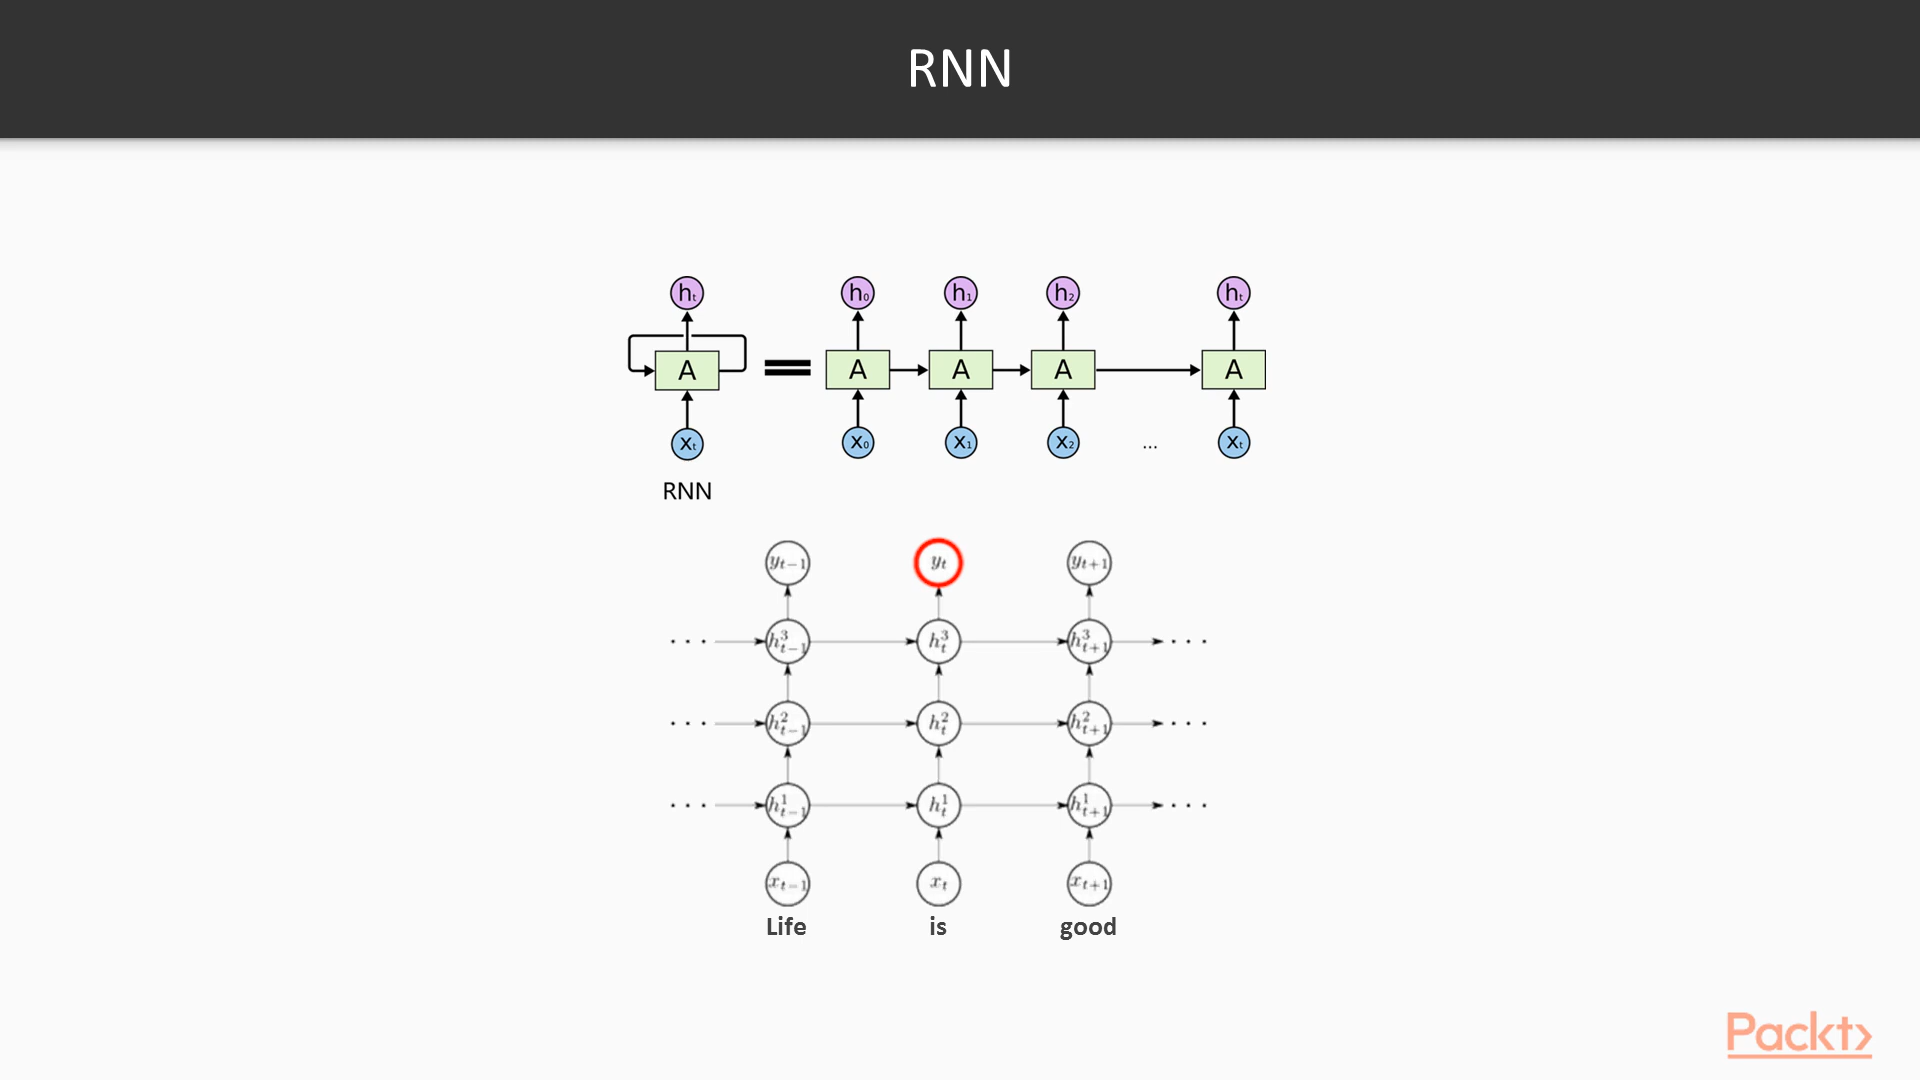 RNN
hₜ h₀ h₁ h₂ hₜ
A A A A A
xₜ x₀ x₁ x₂ ... xₜ
RNN
yₜ₋₁ yₜ yₜ₊₁
· · · h³ₜ₋₁ h³ₜ h³ₜ₊₁ · · ·
· · · h²ₜ₋₁ h²ₜ h²ₜ₊₁ · · ·
· · · h¹ₜ₋₁ h¹ₜ h¹ₜ₊₁ · · ·
xₜ₋₁ xₜ xₜ₊₁
Life is good
Packt>